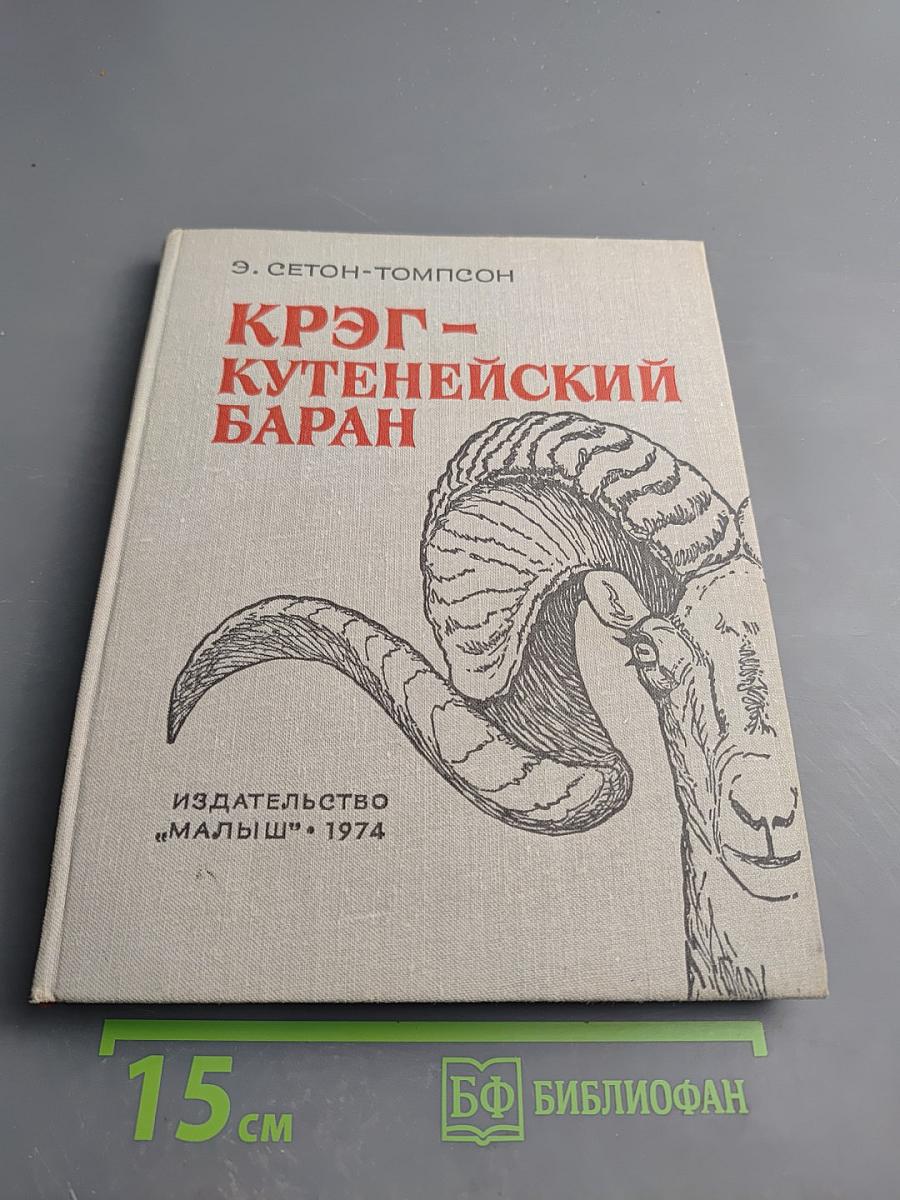 Э. СЕТОН-ТОМПСОН
КРЭГ –
КУТЕНЕЙСКИЙ
БАРАН
ИЗДАТЕЛЬСТВО
„МАЛЫШ” • 1974
15 см
БФ БИБЛИОФАН